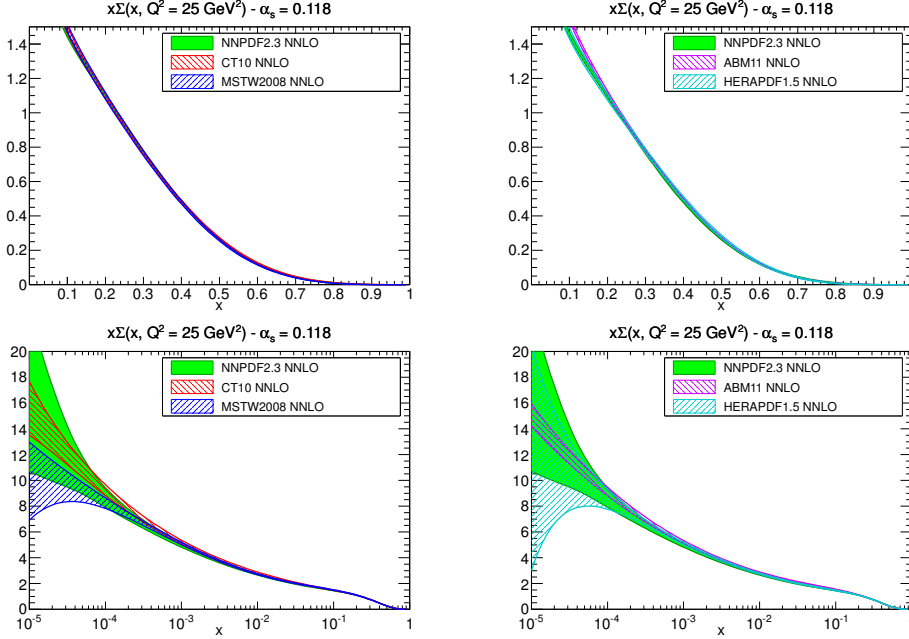 xΣ(x, Q² = 25 GeV²) - αₛ = 0.118
NNPDF2.3 NNLO
CT10 NNLO
MSTW2008 NNLO
1.4
1.2
1
0.8
0.6
0.4
0.2
0
0.1 0.2 0.3 0.4 0.5 0.6 0.7 0.8 0.9 1
x
xΣ(x, Q² = 25 GeV²) - αₛ = 0.118
NNPDF2.3 NNLO
ABM11 NNLO
HERAPDF1.5 NNLO
1.4
1.2
1
0.8
0.6
0.4
0.2
0
0.1 0.2 0.3 0.4 0.5 0.6 0.7 0.8 0.9
x
xΣ(x, Q² = 25 GeV²) - αₛ = 0.118
NNPDF2.3 NNLO
CT10 NNLO
MSTW2008 NNLO
20
18
16
14
12
10
8
6
4
2
0
10⁻⁵ 10⁻⁴ 10⁻³ 10⁻² 10⁻¹ 1
x
xΣ(x, Q² = 25 GeV²) - αₛ = 0.118
NNPDF2.3 NNLO
ABM11 NNLO
HERAPDF1.5 NNLO
20
18
16
14
12
10
8
6
4
2
0
10⁻⁵ 10⁻⁴ 10⁻³ 10⁻² 10⁻¹
x